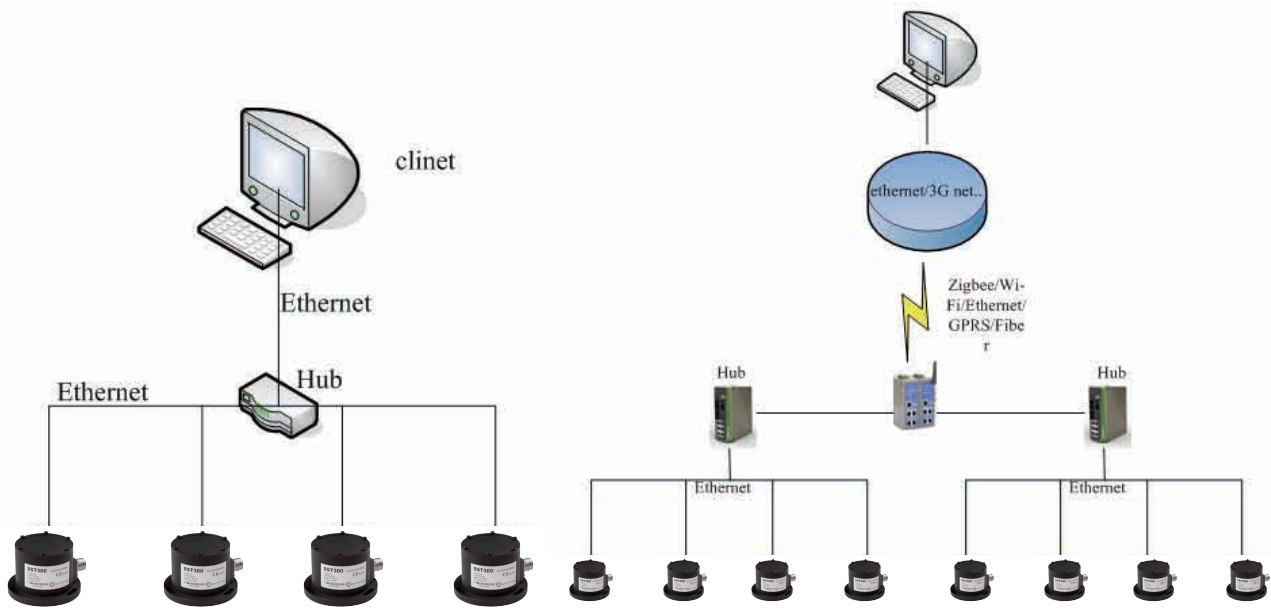 clinet
Ethernet
Hub
Ethernet
SST300
SST300
SST300
SST300
ethernet/3G net..
Zigbee/Wi-
Fi/Ethernet/
GPRS/Fibe
r
Hub
Hub
Ethernet
Ethernet